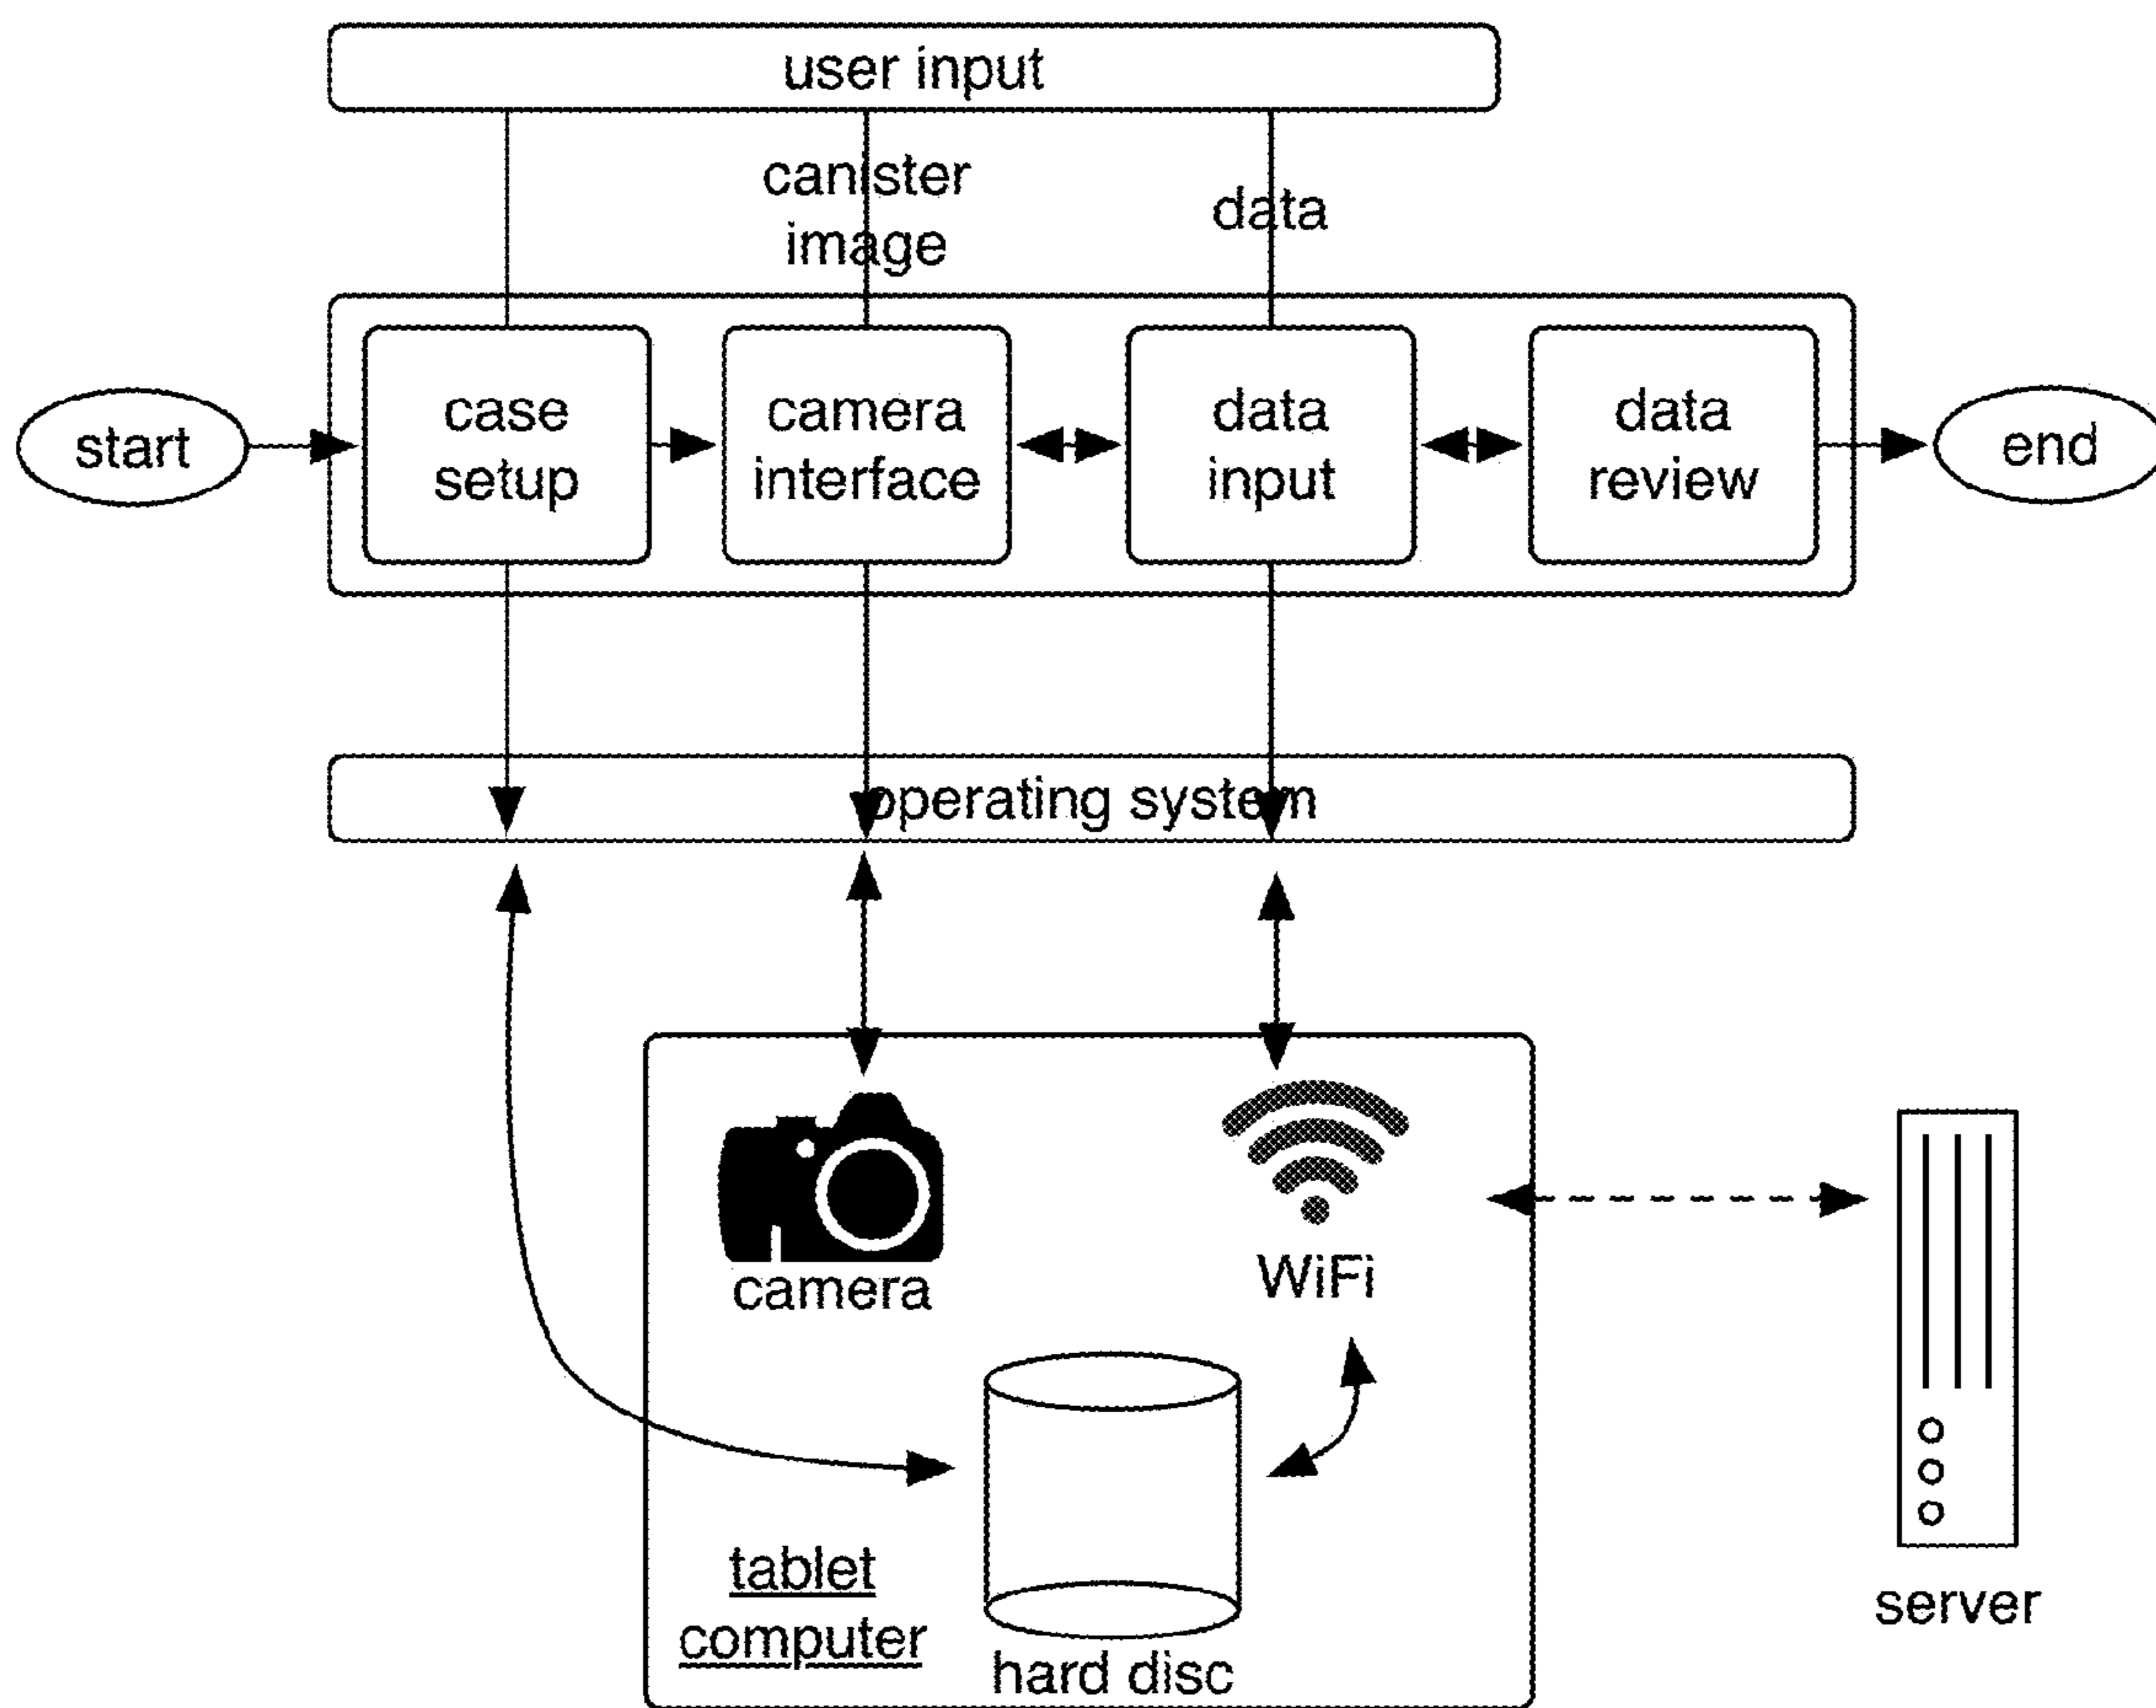 user input
canister
image
data
start
case
setup
camera
interface
data
input
data
review
end
operating system
camera
WiFi
tablet
computer
hard disc
server